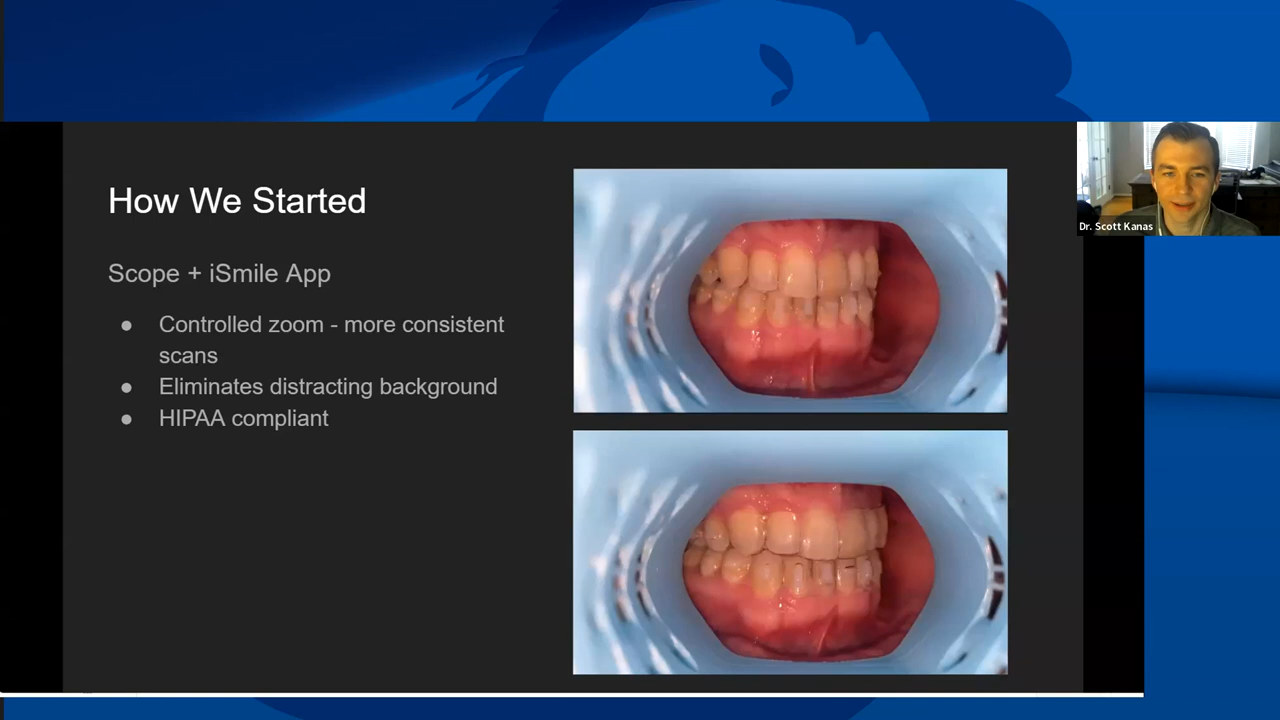 How We Started
Scope + iSmile App
● Controlled zoom - more consistent
scans
● Eliminates distracting background
● HIPAA compliant
Dr. Scott Kanas